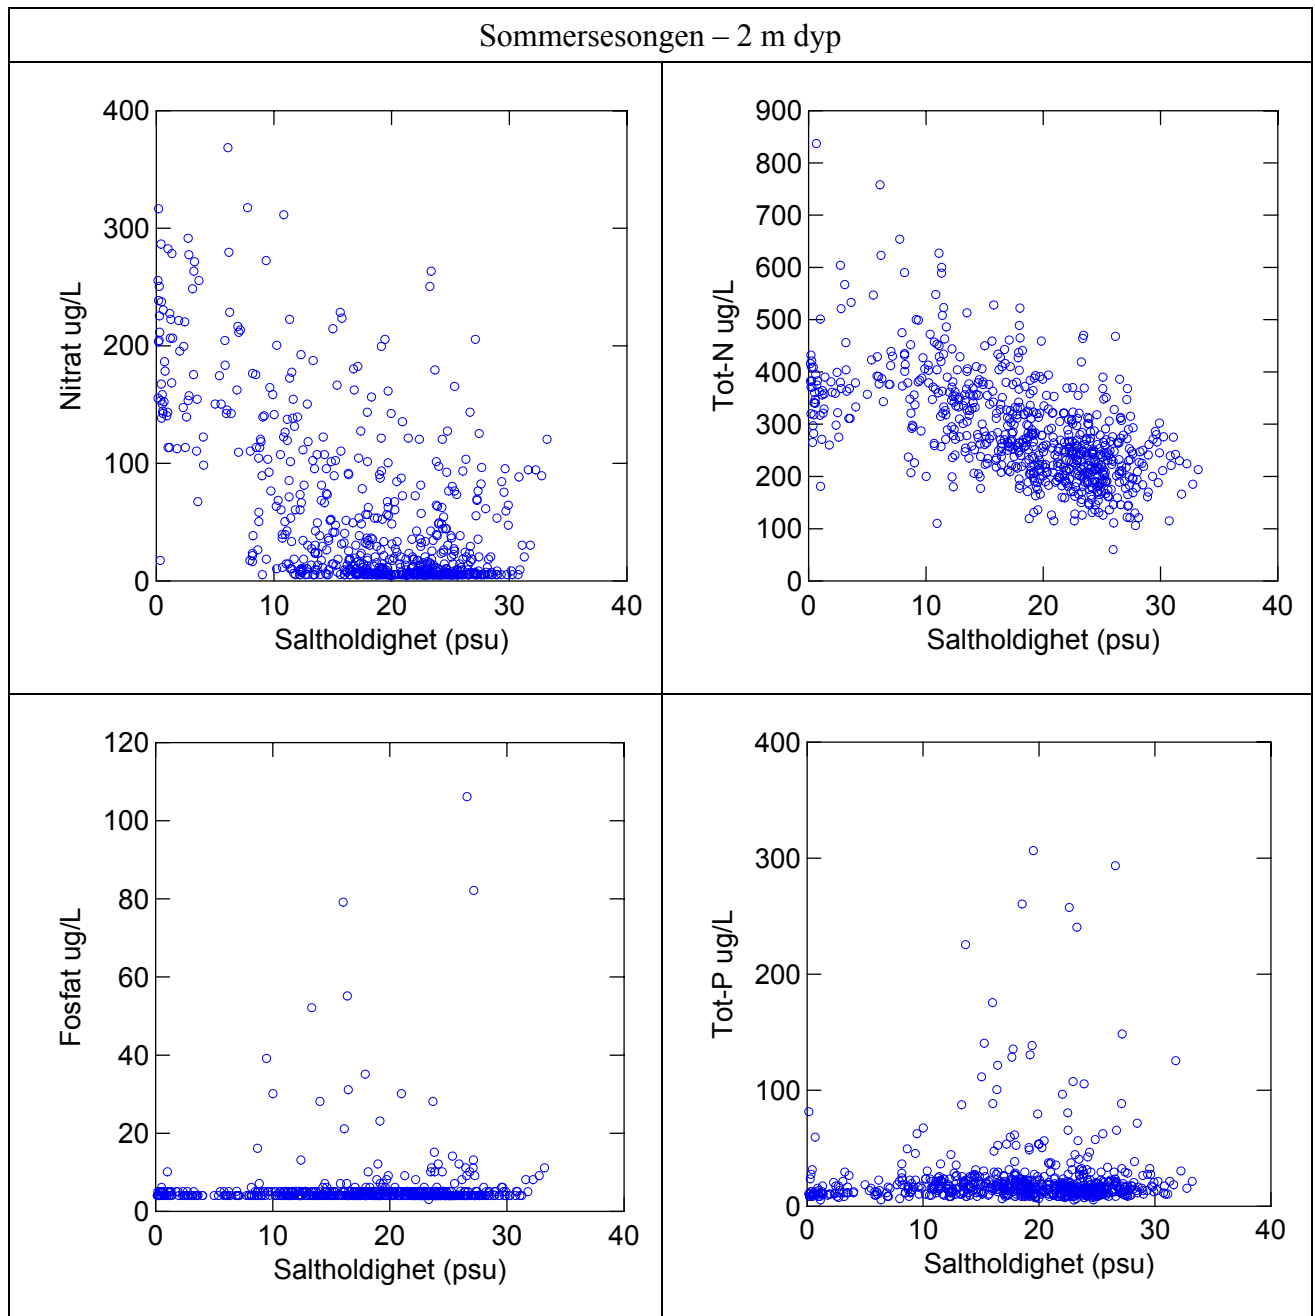 Sommersesongen – 2 m dyp
400
300
200
100
0
0 10 20 30 40
Nitrat ug/L
Saltholdighet (psu)
900
800
700
600
500
400
300
200
100
0
0 10 20 30 40
Tot-N ug/L
Saltholdighet (psu)
120
100
80
60
40
20
0
0 10 20 30 40
Fosfat ug/L
Saltholdighet (psu)
400
300
200
100
0
0 10 20 30 40
Tot-P ug/L
Saltholdighet (psu)